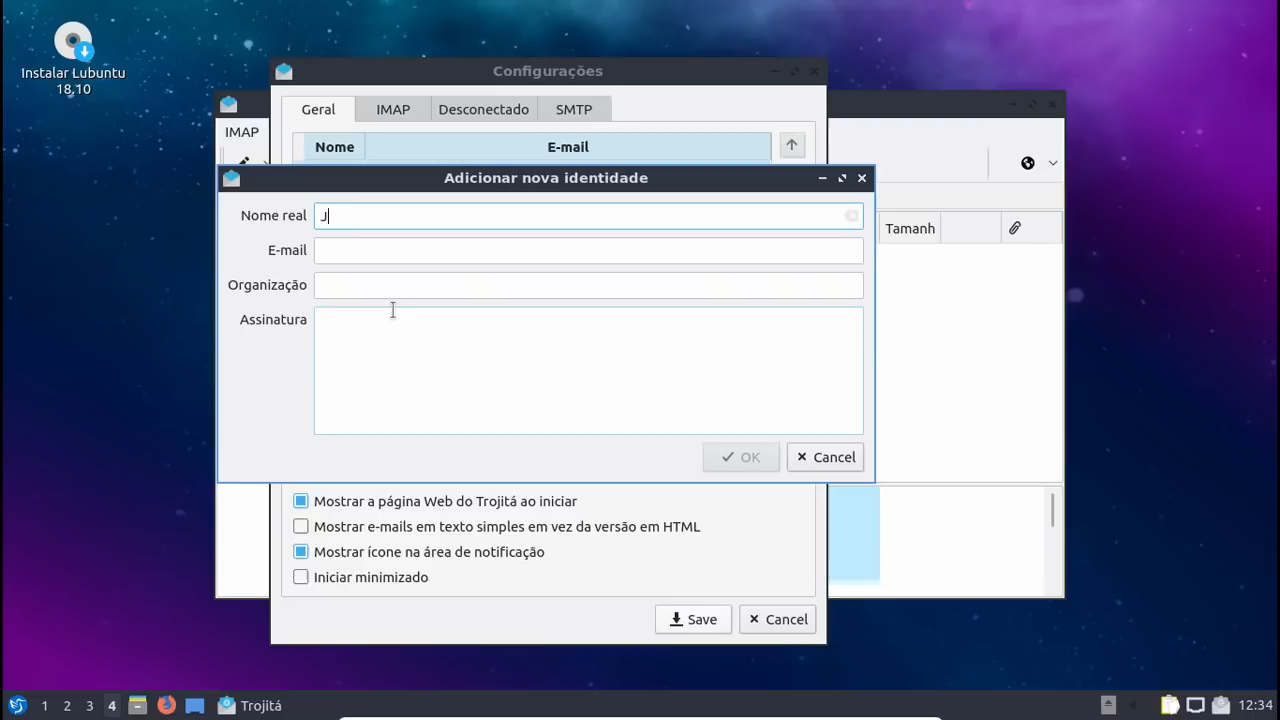 Instalar Lubuntu
18.10
Configurações
Geral
IMAP
Desconectado
SMTP
IMAP
Nome
E-mail
Adicionar nova identidade
Nome real
J
E-mail
Organização
Assinatura
OK
Cancel
Tamanh
Mostrar a página Web do Trojitá ao iniciar
Mostrar e-mails em texto simples em vez da versão em HTML
Mostrar ícone na área de notificação
Iniciar minimizado
Save
Cancel
1
2
3
4
Trojitá
12:34